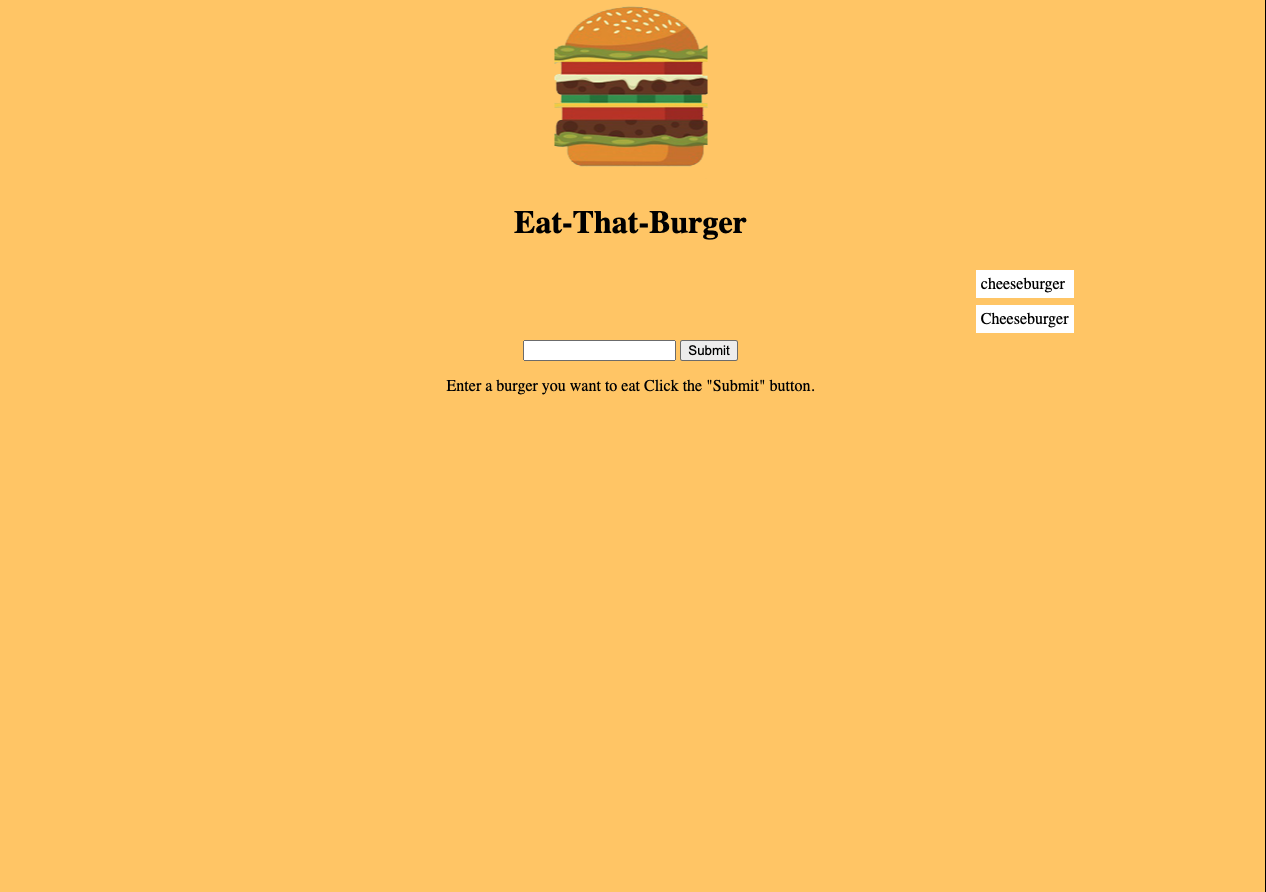 Eat-That-Burger
cheeseburger
Cheeseburger
Submit
Enter a burger you want to eat Click the "Submit" button.